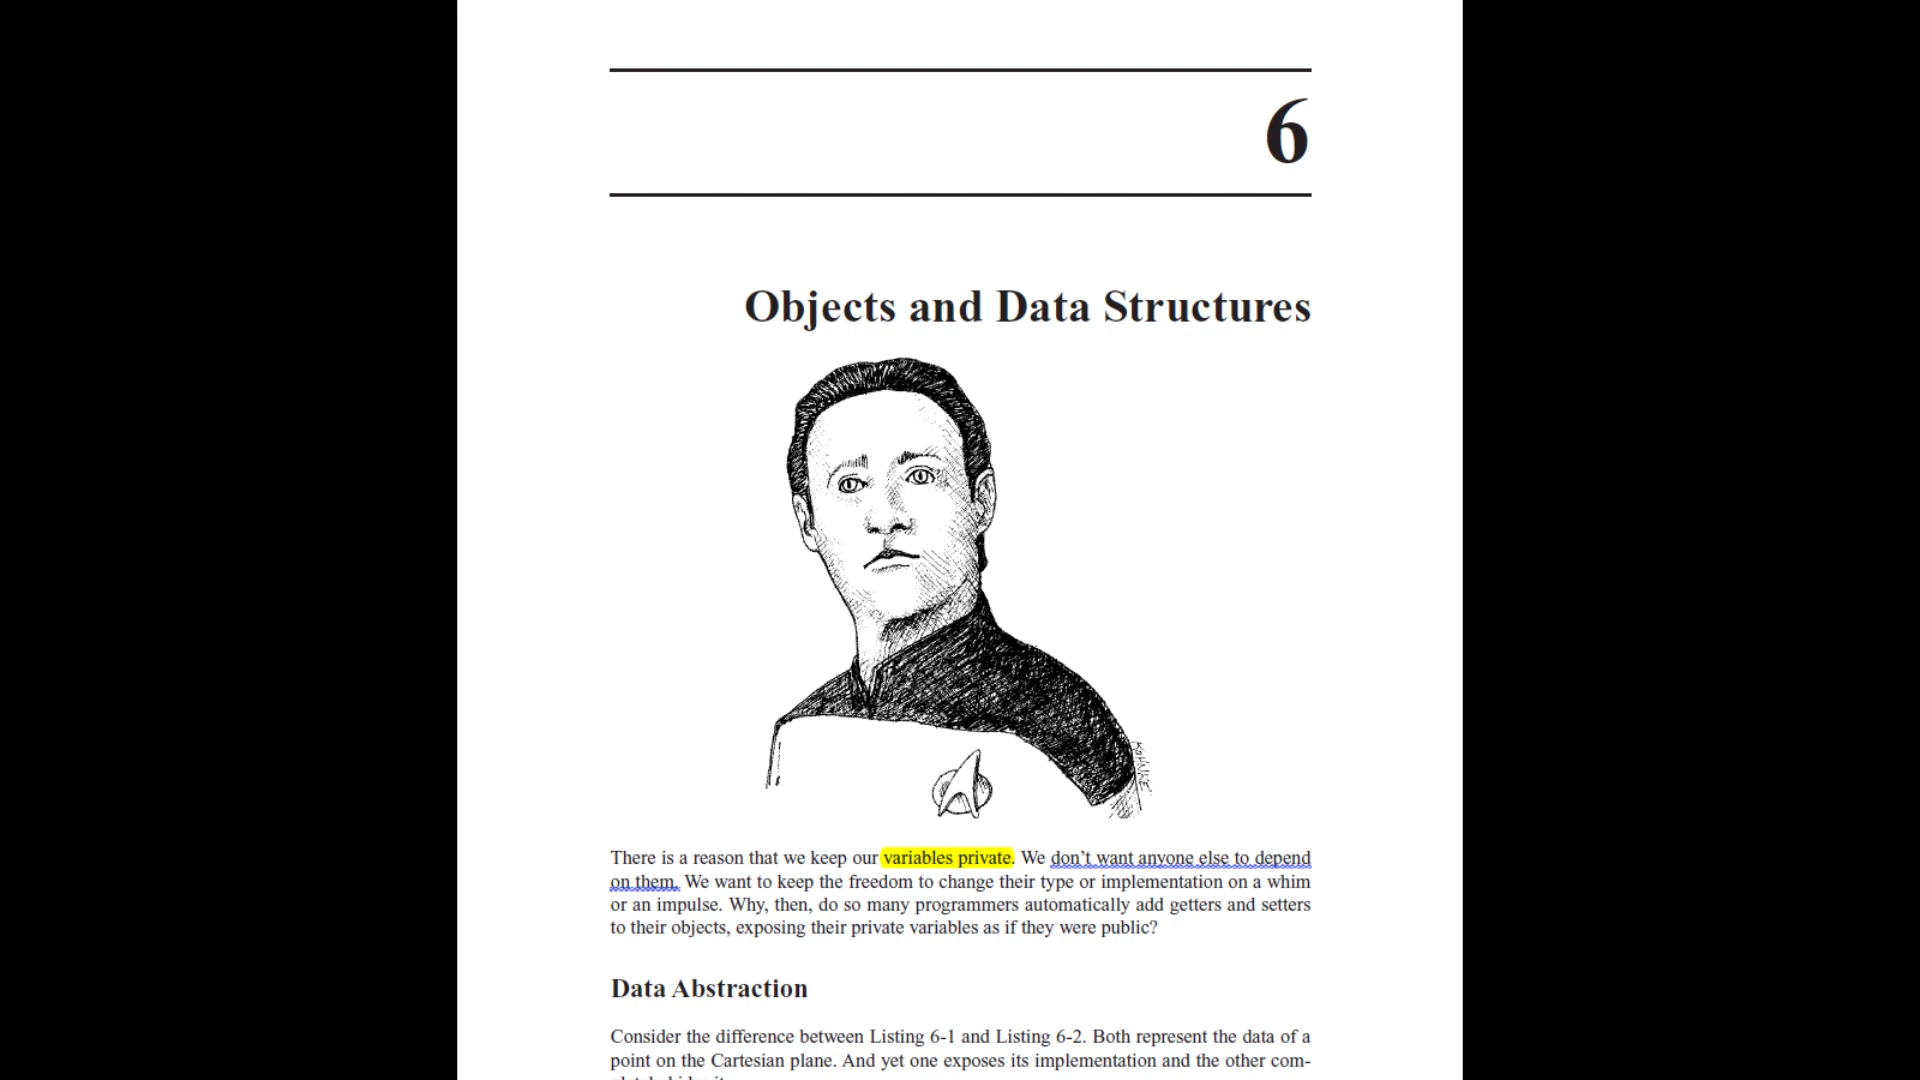 6
Objects and Data Structures
KOHNKE
There is a reason that we keep our variables private. We don’t want anyone else to depend
on them. We want to keep the freedom to change their type or implementation on a whim
or an impulse. Why, then, do so many programmers automatically add getters and setters
to their objects, exposing their private variables as if they were public?
Data Abstraction
Consider the difference between Listing 6-1 and Listing 6-2. Both represent the data of a
point on the Cartesian plane. And yet one exposes its implementation and the other com-